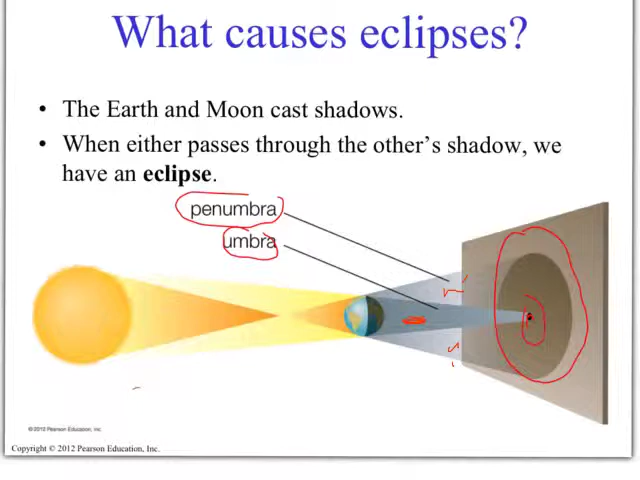 What causes eclipses?
• The Earth and Moon cast shadows.
• When either passes through the other's shadow, we
have an eclipse.
penumbra
umbra
©2012 Pearson Education, Inc.
Copyright © 2012 Pearson Education, Inc.